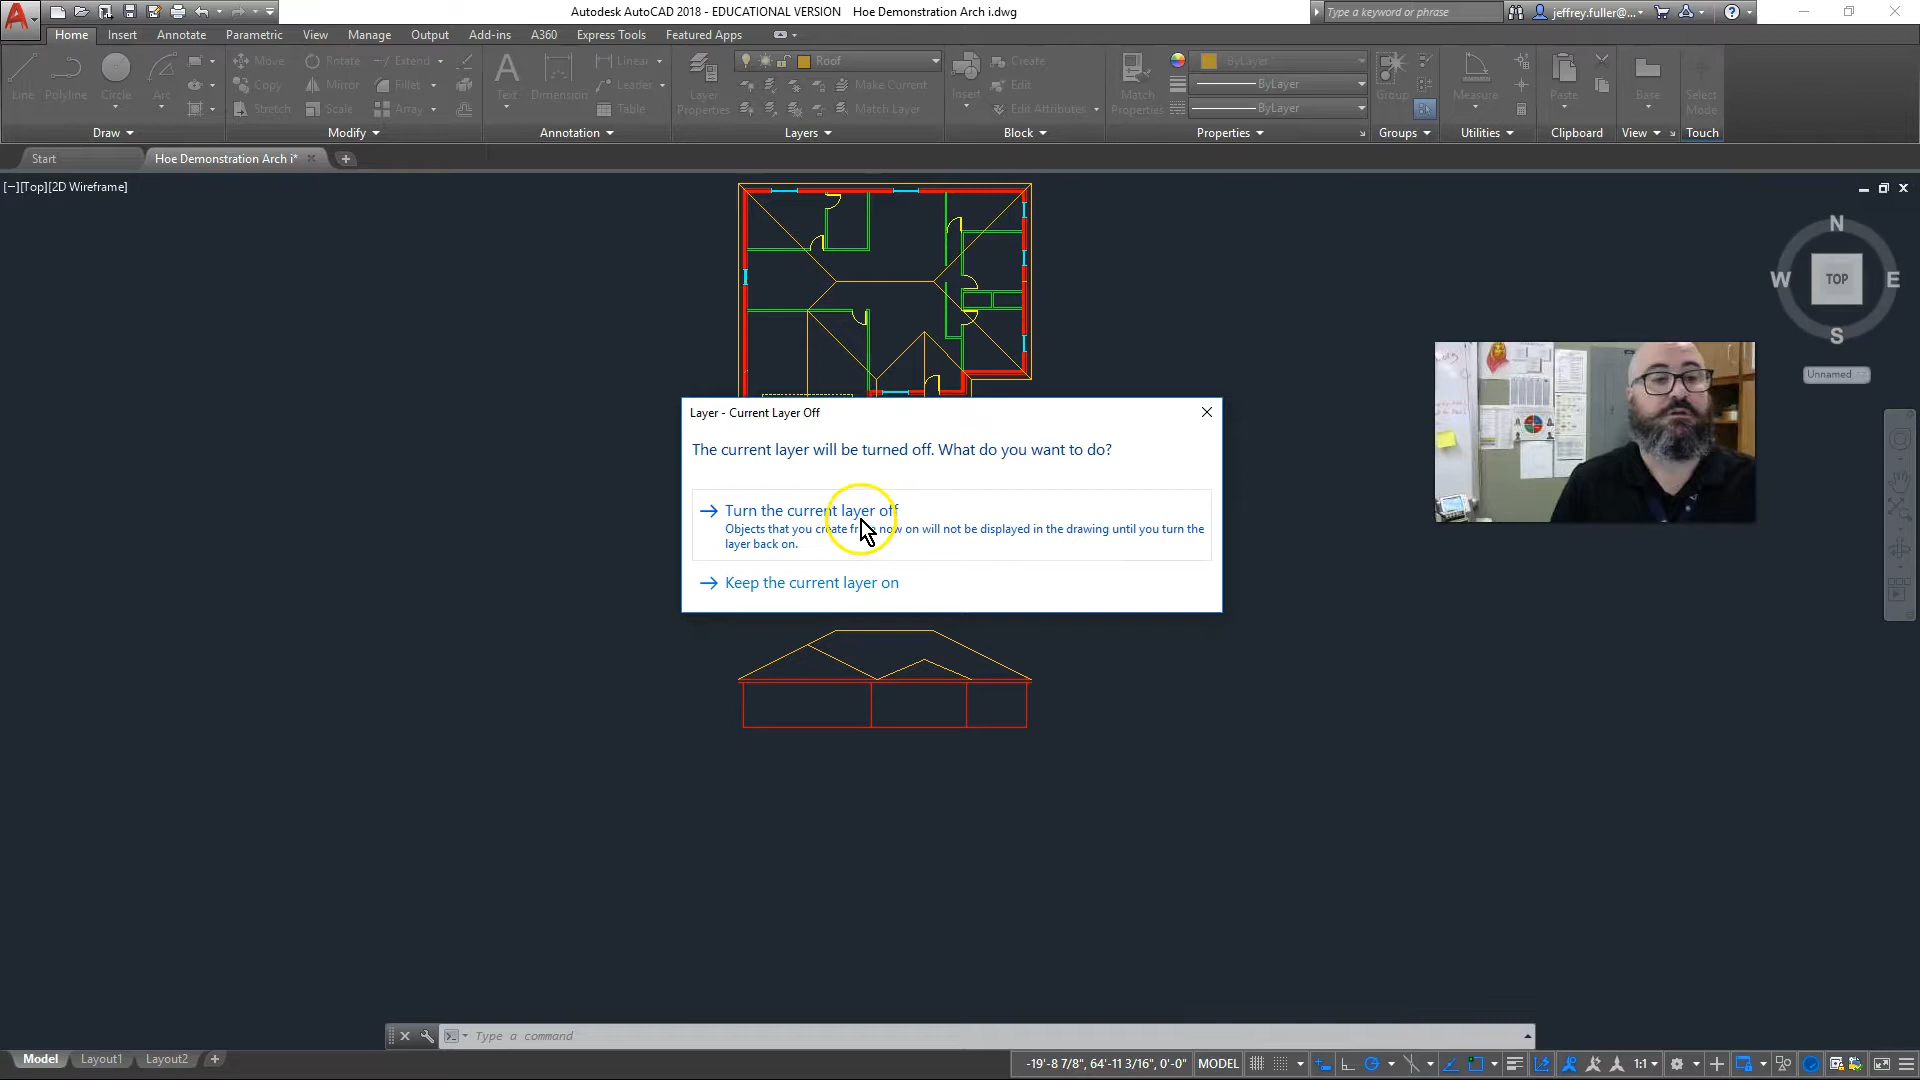 Autodesk AutoCAD 2018 - EDUCATIONAL VERSION Hoe Demonstration Arch i.dwg
Type a keyword or phrase
jeffrey.fuller@...
Home Insert Annotate Parametric View Manage Output Add-ins A360 Express Tools Featured Apps
Line Polyline Circle Arc
Move Rotate Extend
Copy Mirror Fillet
Stretch Scale Array
Text Dimension
Linear
Leader
Table
Layer
Properties
Roof
Make Current
Match Layer
Insert
Create
Edit
Edit Attributes
Match
Properties
ByLayer
ByLayer
ByLayer
Group
Measure
Paste
Base
Select
Mode
Draw Modify Annotation Layers Block Properties Groups Utilities Clipboard View Touch
Start Hoe Demonstration Arch i*
[−][Top][2D Wireframe]
N
W TOP E
S
Unnamed
Layer - Current Layer Off
The current layer will be turned off. What do you want to do?
Turn the current layer off
Objects that you create from now on will not be displayed in the drawing until you turn the
layer back on.
Keep the current layer on
Type a command
Model Layout1 Layout2
-19'-8 7/8", 64'-11 3/16", 0'-0" MODEL 1:1